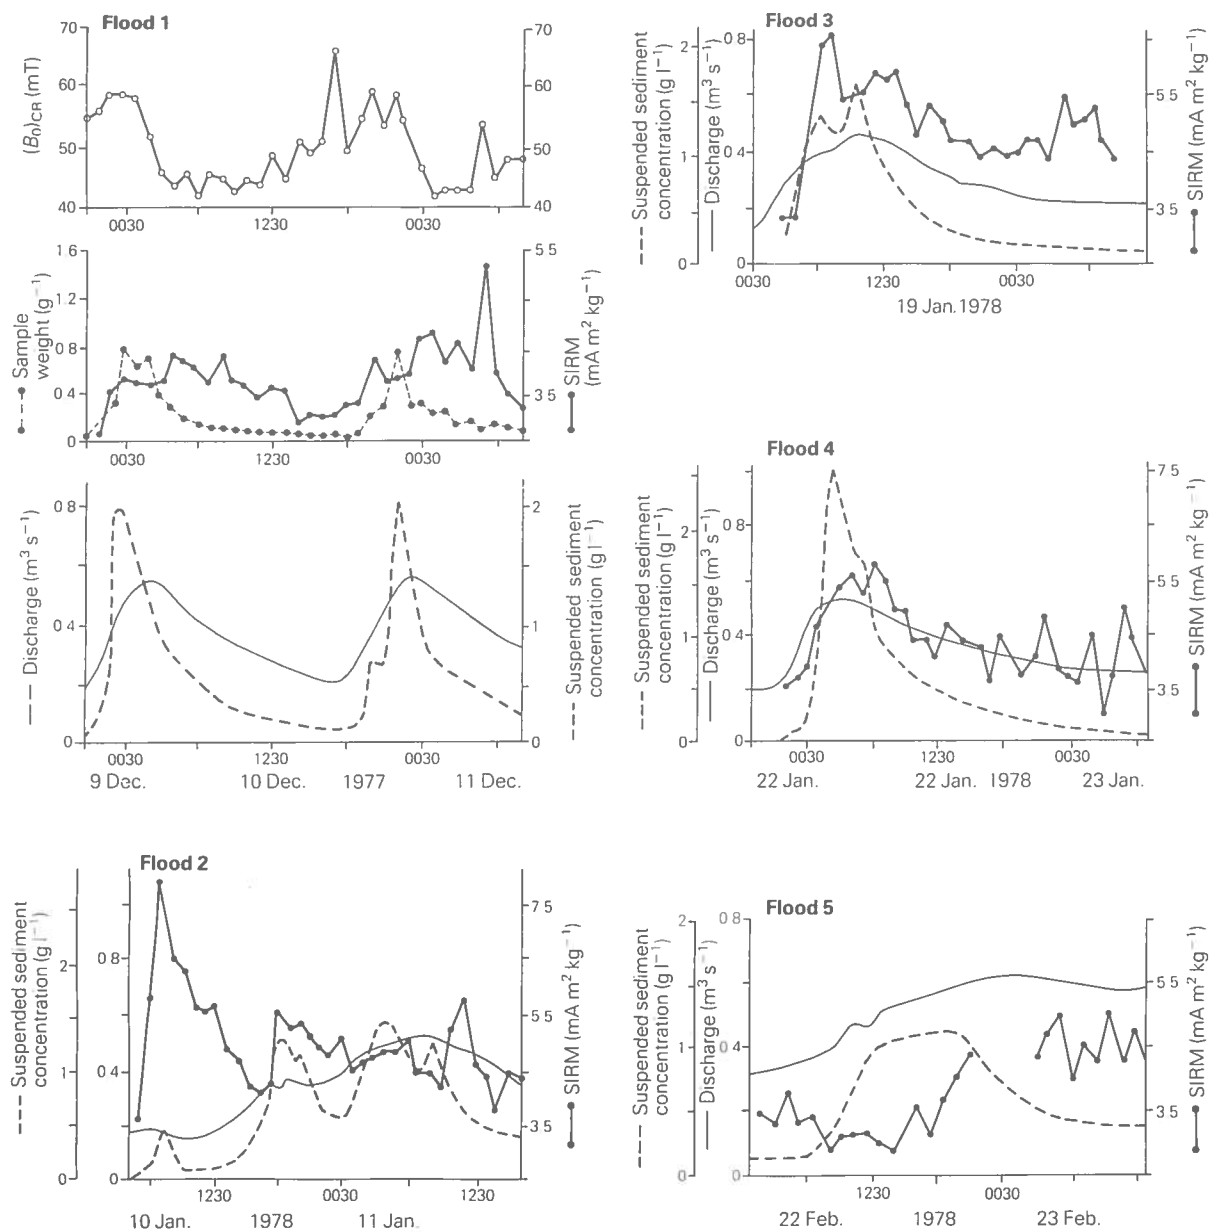 Flood 1
70
60
50
40
(B₀)CR (mT)
70
60
50
40
0030
1230
0030
1.6
1.2
0.8
0.4
0
Sample
weight (g⁻¹)
5.5
3.5
SIRM
(mA m² kg⁻¹)
0030
1230
0030
0.8
0.4
0
Discharge (m³ s⁻¹)
2
1
0
Suspended sediment
concentration (g l⁻¹)
0030
1230
0030
9 Dec.
10 Dec.
1977
11 Dec.
Flood 2
Suspended sediment
concentration (g l⁻¹)
2
1
0
0.8
0.4
0
7 5
5 5
3 5
SIRM (mA m² kg⁻¹)
1230
0030
1230
10 Jan.
1978
11 Jan.
Flood 3
Suspended sediment
concentration (g l⁻¹)
2
1
0
Discharge (m³ s⁻¹)
0.8
0.4
0
5 5
3 5
SIRM (mA m² kg⁻¹)
0030
1230
0030
19 Jan. 1978
Flood 4
Suspended sediment
concentration (g l⁻¹)
2
1
0
Discharge (m³ s⁻¹)
0.8
0.4
0
7 5
5 5
3 5
SIRM (mA m² kg⁻¹)
0030
1230
0030
22 Jan.
22 Jan. 1978
23 Jan.
Flood 5
Suspended sediment
concentration (g l⁻¹)
2
1
0
Discharge (m³ s⁻¹)
0 8
0.4
0
5 5
3 5
SIRM (mA m² kg⁻¹)
1230
0030
22 Feb.
1978
23 Feb.